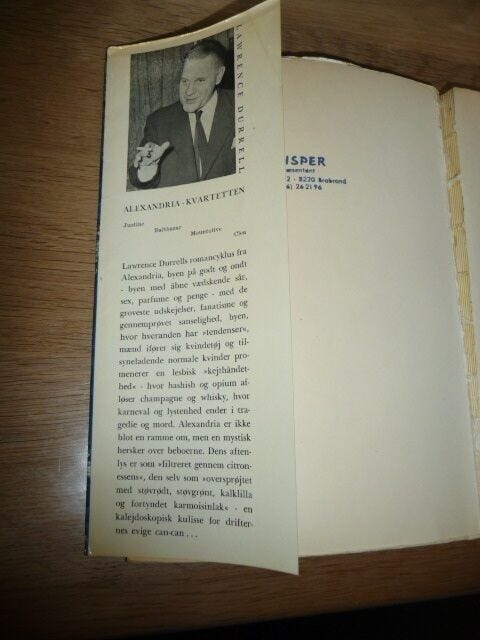 LAWRENCE DURRELL
ALEXANDRIA-KVARTETTEN
Justine
Balthazar
Mountolive
Clea
Lawrence Durrells romancyklus fra
Alexandria, byen på godt og ondt
- byen med åbne vædskende sår,
sex, parfume og penge - med de
groveste udskejelser, fanatisme og
gennemprøvet sanselighed, byen,
hvor hveranden har »tendenser«,
mænd ifører sig kvindetøj og til-
syneladende normale kvinder pro-
menerer en lesbisk »kejthåndet-
hed« - hvor hashish og opium af-
løser champagne og whisky, hvor
karneval og lystenhed ender i tra-
gedie og mord. Alexandria er ikke
blot en ramme om, men en mystisk
hersker over beboerne. Dens aften-
lys er som »filtreret gennem citron-
essens«, den selv som »oversprøjtet
med støvrødt, støvgrønt, kalklilla
og fortyndet karmoisinlak« - en
kalejdoskopisk kulisse for drifter-
nes evige can-can...
NSPER
æsentant
2 - 8220 Brabrand
6) 26 21 96